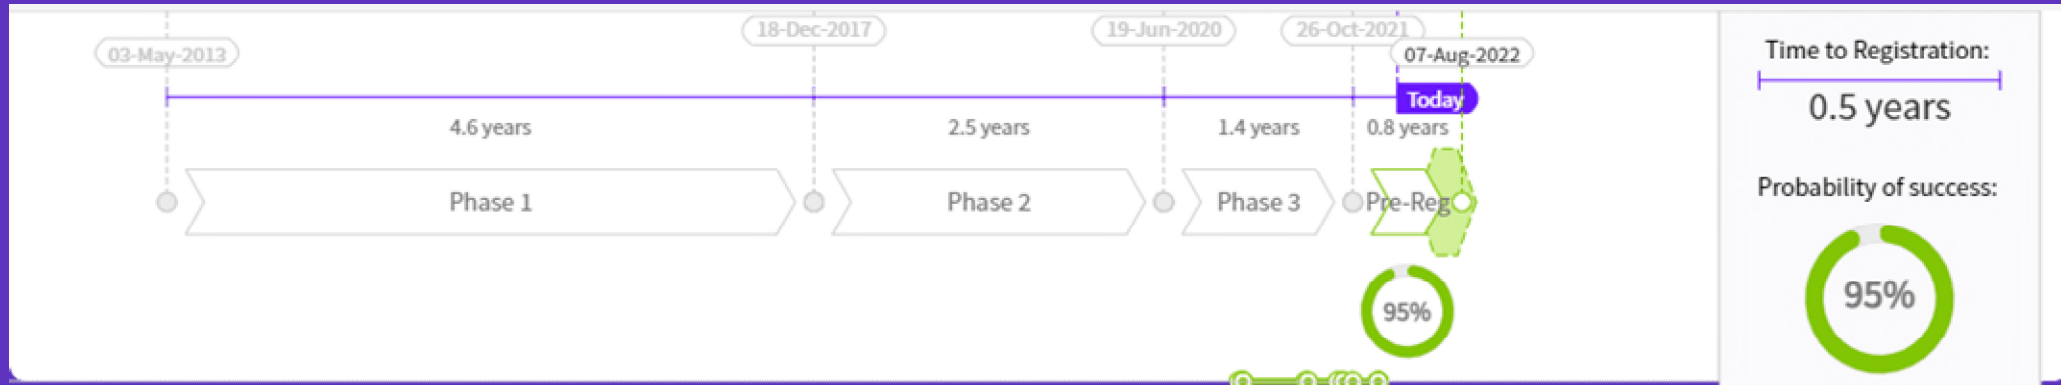 18-Dec-2017
19-Jun-2020
26-Oct-2021
03-May-2013
07-Aug-2022
Time to Registration:
Today
0.5 years
4.6 years
2.5 years
1.4 years
0.8 years
Probability of success:
Phase 1
Phase 2
Phase 3
Pre-Reg
95%
95%